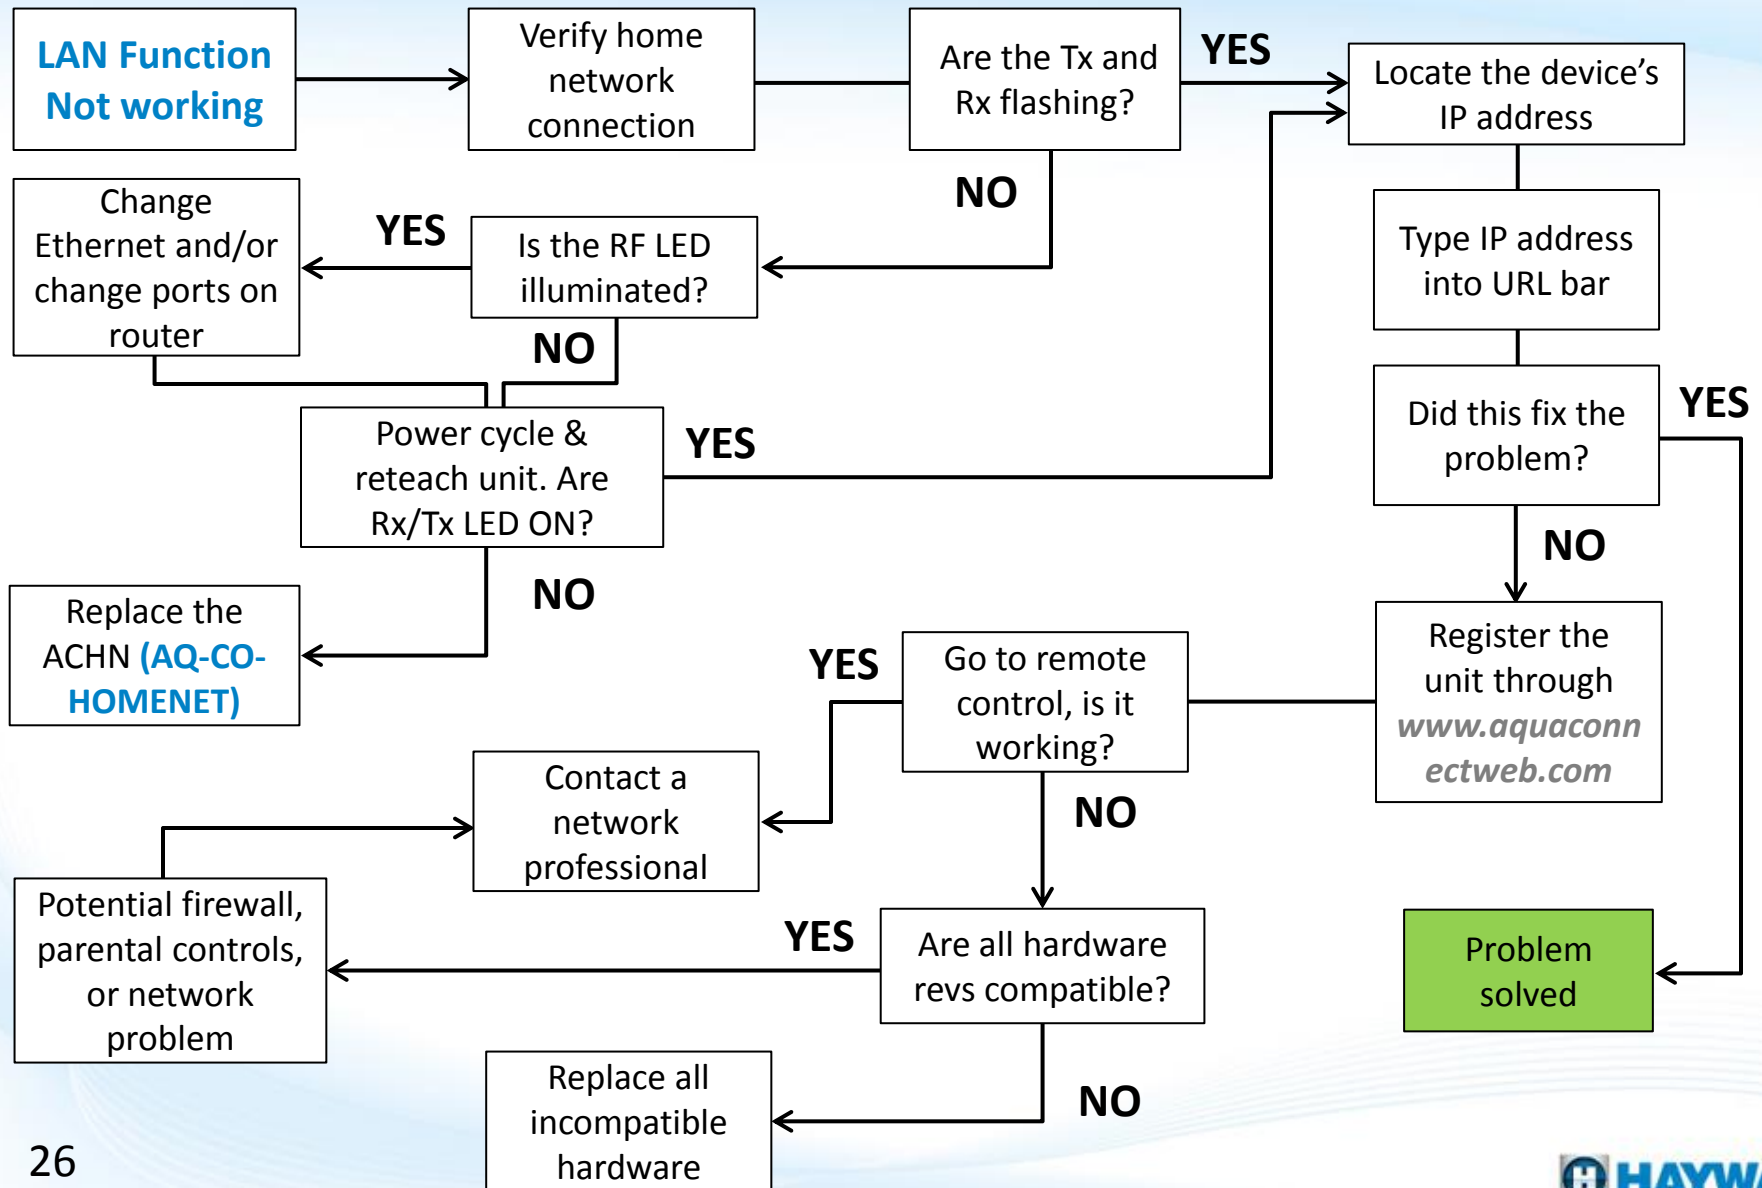 LAN Function
Not working
Verify home
network
connection
Are the Tx and
Rx flashing?
YES
Locate the device's
IP address
NO
Change
Ethernet and/or
change ports on
router
YES
Is the RF LED
illuminated?
NO
Type IP address
into URL bar
Power cycle &
reteach unit. Are
Rx/Tx LED ON?
YES
Did this fix the
problem?
YES
NO
NO
Replace the
ACHN (AQ-CO-
HOMENET)
YES
Go to remote
control, is it
working?
Register the
unit through
www.aquaconn
ectweb.com
Contact a
network
professional
NO
Potential firewall,
parental controls,
or network
problem
YES
Are all hardware
revs compatible?
Problem
solved
Replace all
incompatible
hardware
NO
26
HAYWA